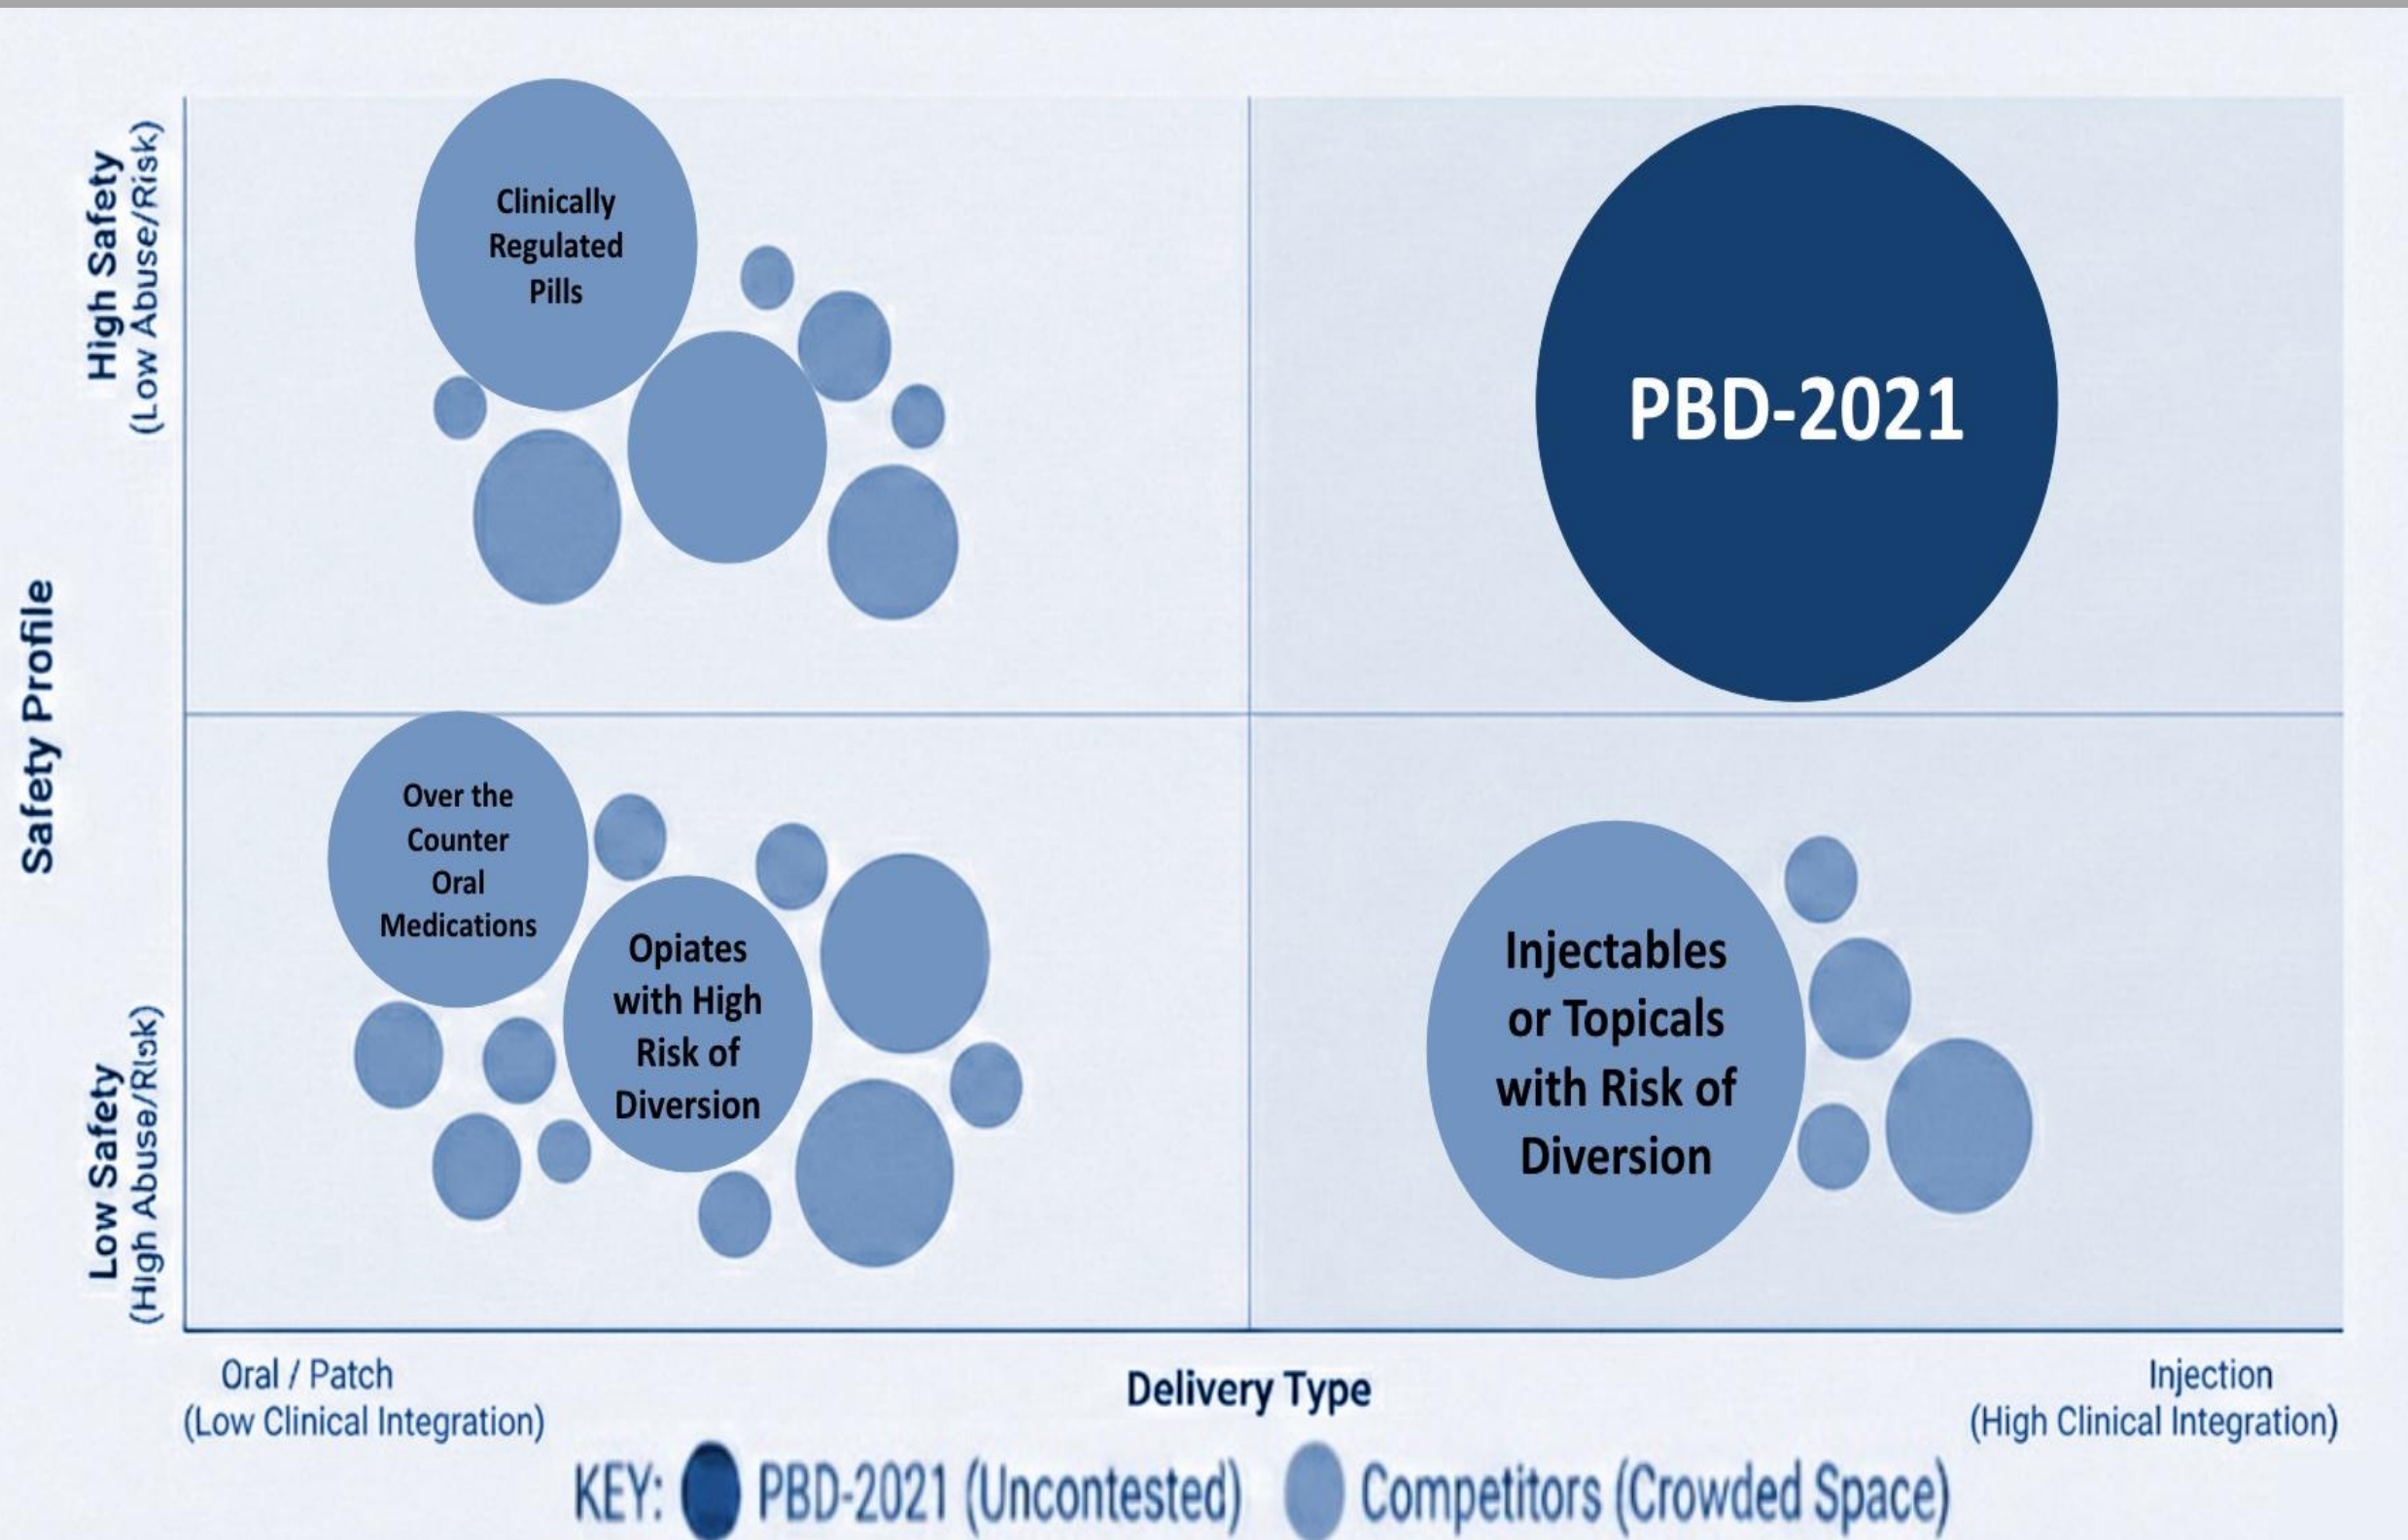 Safety Profile
High Safety
(Low Abuse/Risk)
Low Safety
(High Abuse/Risk)
Clinically
Regulated
Pills
PBD-2021
Over the
Counter
Oral
Medications
Opiates
with High
Risk of
Diversion
Injectables
or Topicals
with Risk of
Diversion
Oral / Patch
(Low Clinical Integration)
Delivery Type
Injection
(High Clinical Integration)
KEY: PBD-2021 (Uncontested) Competitors (Crowded Space)